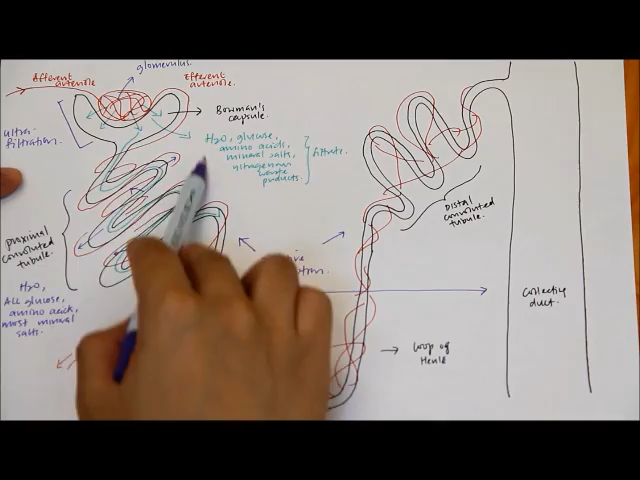 glomerulus
Afferent
arteriole
Efferent
arteriole.
Bowman's
capsule.
ultra-
filtration.
H2O, glucose,
amino acids,
mineral salts,
nitrogenous
waste
products.
filtrate.
proximal
convoluted
tubule.
H2O,
All glucose,
amino acids,
most mineral
salts.
Distal
convoluted
tubule.
collecting
duct.
Loop of
Henle